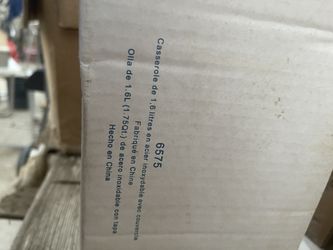 6575
Casserole de 1,6 litres en acier inoxydable avec couvercle
Fabriqué en Chine
Olla de 1.6L (1.75Qt.) de acero inoxidable con tapa
Hecho en China